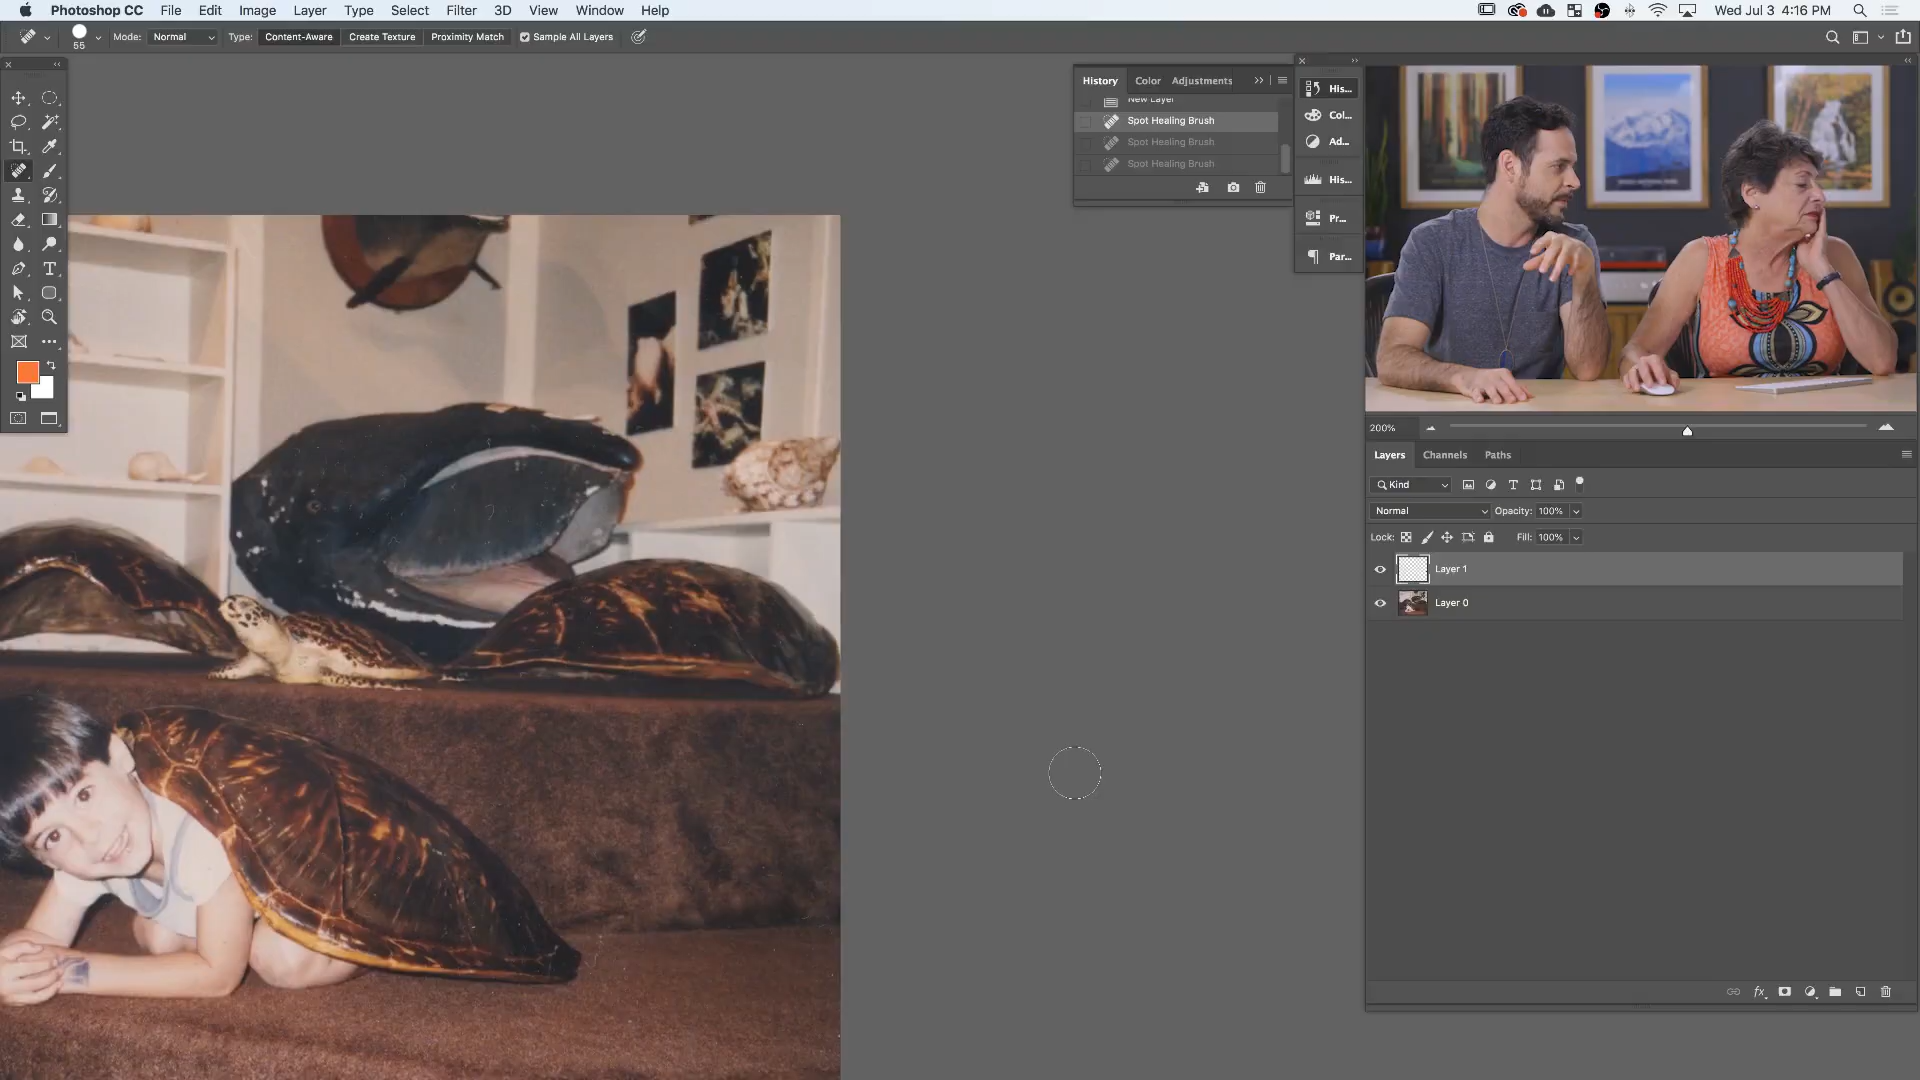 Photoshop CC File Edit Image Layer Type Select Filter 3D View Window Help Wed Jul 3 4:16 PM
55 Mode: Normal Type: Content-Aware Create Texture Proximity Match Sample All Layers
History Color Adjustments
New Layer
Spot Healing Brush
Spot Healing Brush
Spot Healing Brush
His...
Col...
Ad...
His...
Pr...
Par...
200%
Layers Channels Paths
Kind
Normal Opacity: 100%
Lock: Fill: 100%
Layer 1
Layer 0